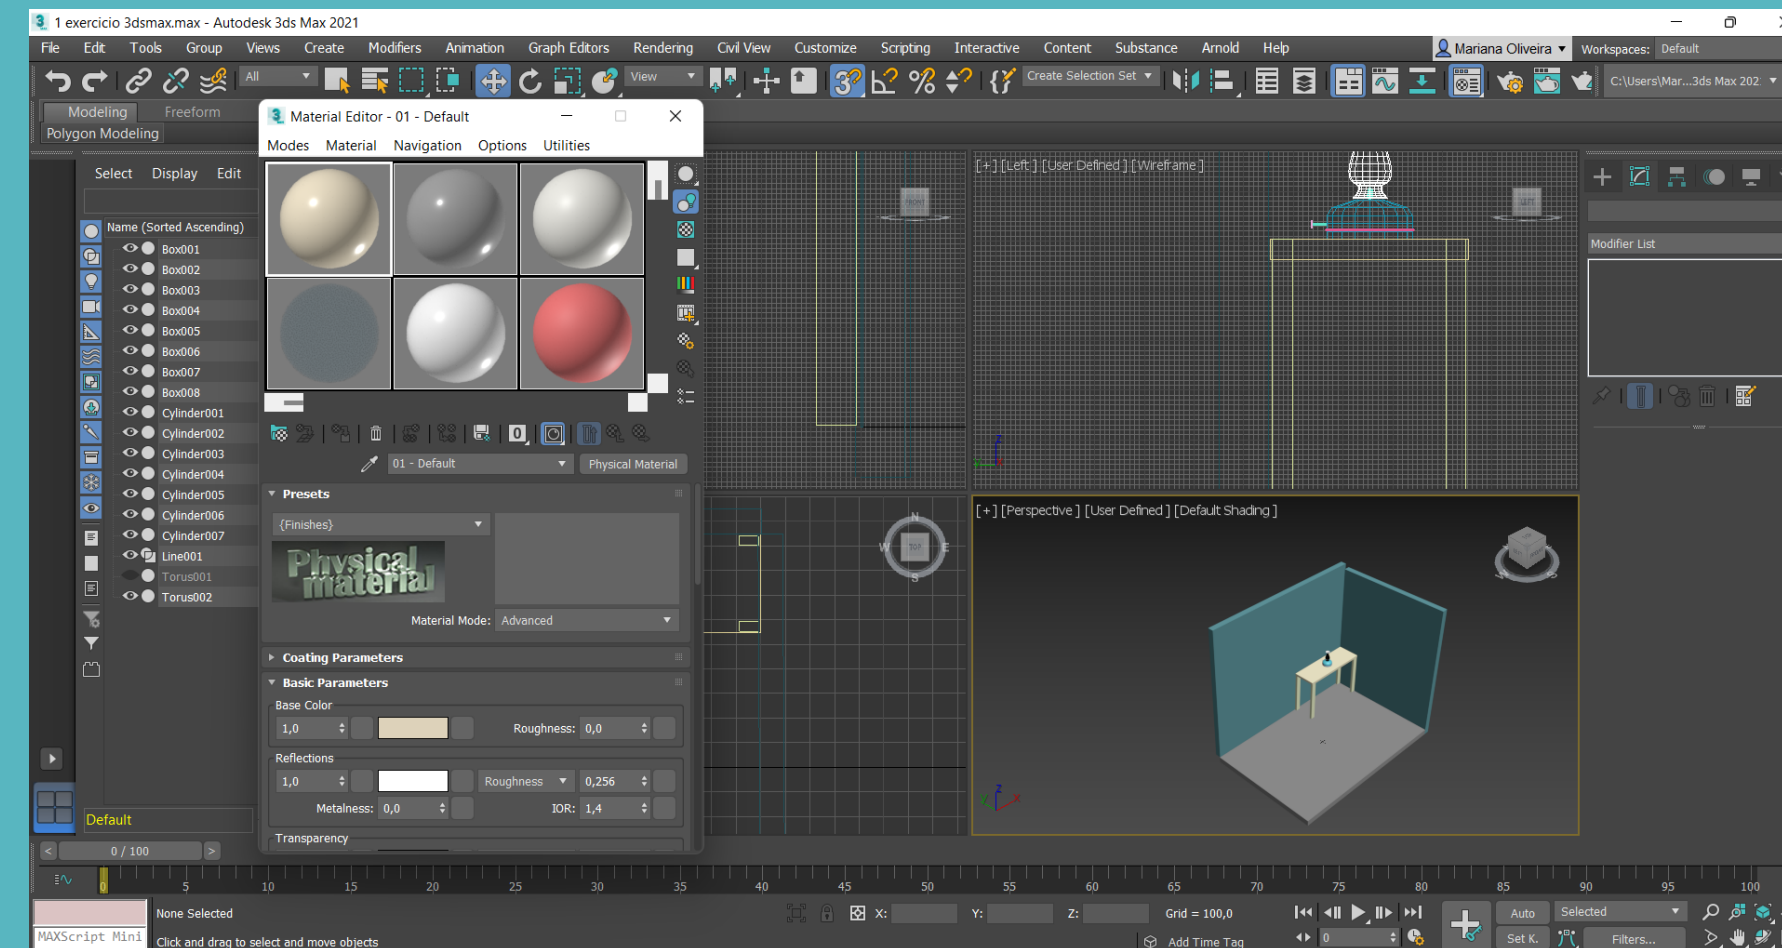 1 exercicio 3dsmax.max - Autodesk 3ds Max 2021
File Edit Tools Group Views Create Modifiers Animation Graph Editors Rendering Civil View Customize Scripting Interactive Content Substance Arnold Help Mariana Oliveira Workspaces: Default
All View Create Selection Set C:\Users\Mar...3ds Max 202
Modeling Freeform
Polygon Modeling
Material Editor - 01 - Default
Modes Material Navigation Options Utilities
Select Display Edit
Name (Sorted Ascending)
Box001
Box002
Box003
Box004
Box005
Box006
Box007
Box008
Cylinder001
Cylinder002
Cylinder003
Cylinder004
Cylinder005
Cylinder006
Cylinder007
Line001
Torus001
Torus002
Default
0
01 - Default Physical Material
Presets
{Finishes}
Physical
material
Material Mode: Advanced
Coating Parameters
Basic Parameters
Base Color
1,0 Roughness: 0,0
Reflections
1,0 Roughness 0,256
Metalness: 0,0 IOR: 1,4
Transparency
FRONT
[+] [Left ] [User Defined ] [Wireframe ]
LEFT
N
W TOP E
S
[+] [Perspective ] [User Defined ] [Default Shading ]
Z
Y X
Modifier List
< 0 / 100 >
0 5 10 15 20 25 30 35 40 45 50 55 60 65 70 75 80 85 90 95 100
None Selected X: Y: Z: Grid = 100,0 Auto Selected
MAXScript Mini Click and drag to select and move objects Add Time Tag 0 Set K. Filters...